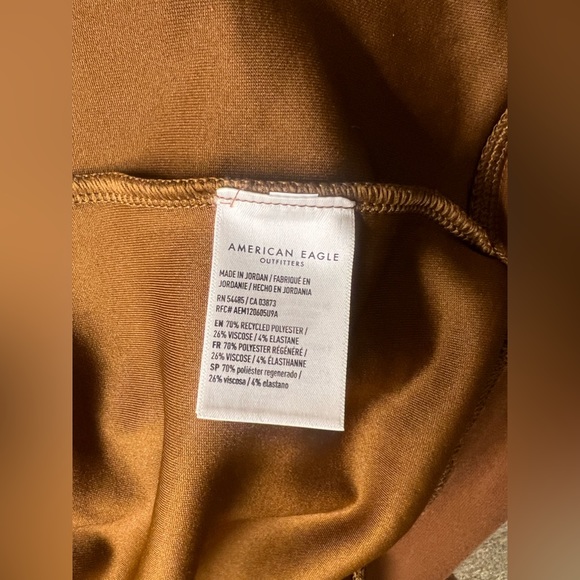 AMERICAN EAGLE
OUTFITTERS
MADE IN JORDAN / FABRIQUÉ EN
JORDANIE / HECHO EN JORDANIA
RN 54485 / CA 03873
RFC# AEM120605U9A
EN 70% RECYCLED POLYESTER /
26% VISCOSE / 4% ELASTANE
FR 70% POLYESTER RÉGÉNÉRÉ /
26% VISCOSE / 4% ÉLASTHANNE
SP 70% poliéster regenerado /
26% viscosa / 4% elastano